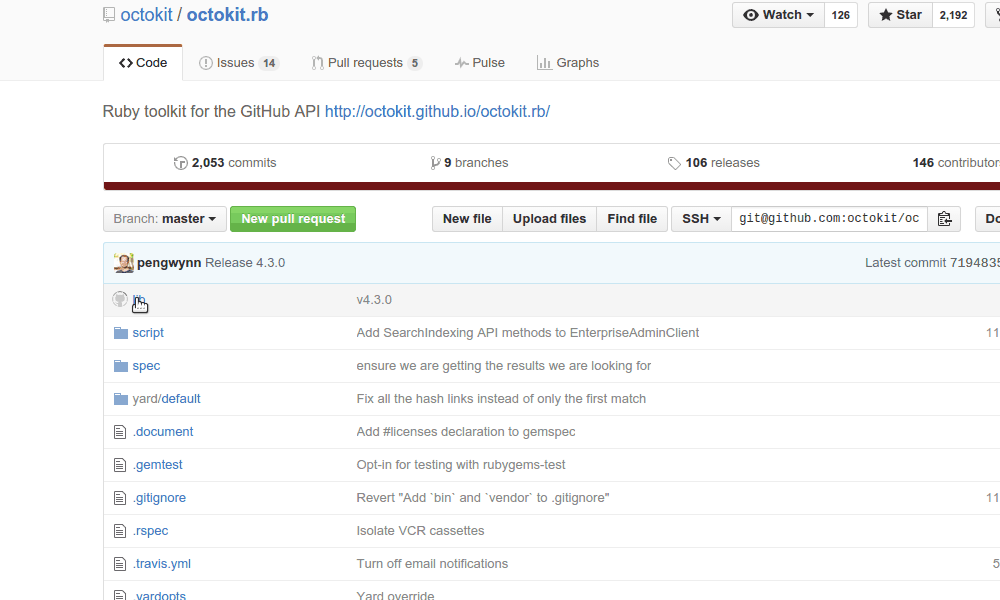 octokit / octokit.rb
Watch 126 Star 2,192
Code Issues 14 Pull requests 5 Pulse Graphs
Ruby toolkit for the GitHub API http://octokit.github.io/octokit.rb/
2,053 commits 9 branches 106 releases 146 contributors
Branch: master New pull request New file Upload files Find file SSH git@github.com:octokit/oc Do
pengwynn Release 4.3.0 Latest commit 7194835
lib v4.3.0
script Add SearchIndexing API methods to EnterpriseAdminClient 11
spec ensure we are getting the results we are looking for
yard/default Fix all the hash links instead of only the first match
.document Add #licenses declaration to gemspec
.gemtest Opt-in for testing with rubygems-test
.gitignore Revert "Add `bin` and `vendor` to .gitignore" 11
.rspec Isolate VCR cassettes
.travis.yml Turn off email notifications 5
.yardopts Yard override